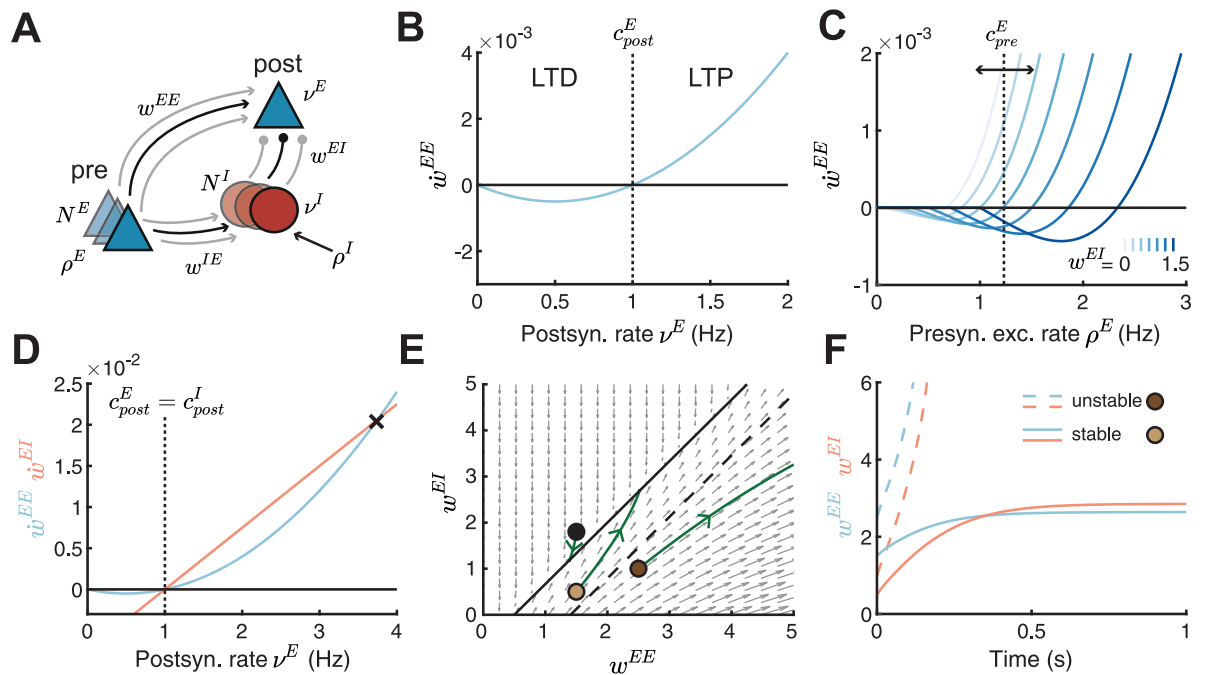 A
post
ν^E
w^EE
w^EI
pre
N^I
ν^I
N^E
ρ^E
w^IE
ρ^I
B
×10^-3
c_post^E
4
LTD
LTP
2
0
-2
ẇ^EE
0
0.5
1
1.5
2
Postsyn. rate ν^E (Hz)
C
×10^-3
c_pre^E
2
1
0
-1
ẇ^EE
w^EI = 0
1.5
0
1
2
3
Presyn. exc. rate ρ^E (Hz)
D
×10^-2
2.5
c_post^E = c_post^I
2
1.5
1
0.5
0
ẇ^EE ẇ^EI
0
1
2
3
4
Postsyn. rate ν^E (Hz)
E
5
4
3
2
1
0
w^EI
0
1
2
3
4
5
w^EE
F
6
4
2
0
w^EE w^EI
unstable
stable
0
0.5
1
Time (s)